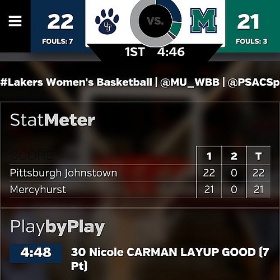 22 VS. 21
FOULS: 7 FOULS: 3
1ST 4:46
#Lakers Women's Basketball | @MU_WBB | @PSACSp
StatMeter
1 2 T
Pittsburgh Johnstown 22 0 22
Mercyhurst 21 0 21
PlaybyPlay
4:48 30 Nicole CARMAN LAYUP GOOD (7
Pt)